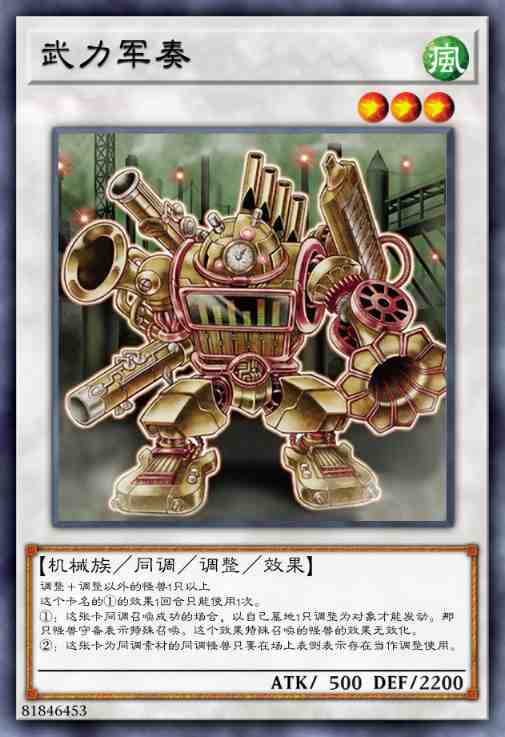 武力军奏
風
【机械族／同调／调整／效果】
调整＋调整以外的怪兽1只以上
这个卡名的①的效果1回合只能使用1次。
①：这张卡同调召唤成功的场合，以自己墓地1只调整为对象才能发动。那
只怪兽守备表示特殊召唤。这个效果特殊召唤的怪兽的效果无效化。
②：这张卡为同调素材的同调怪兽只要在场上表侧表示存在当作调整使用。
ATK/ 500 DEF/2200
81846453